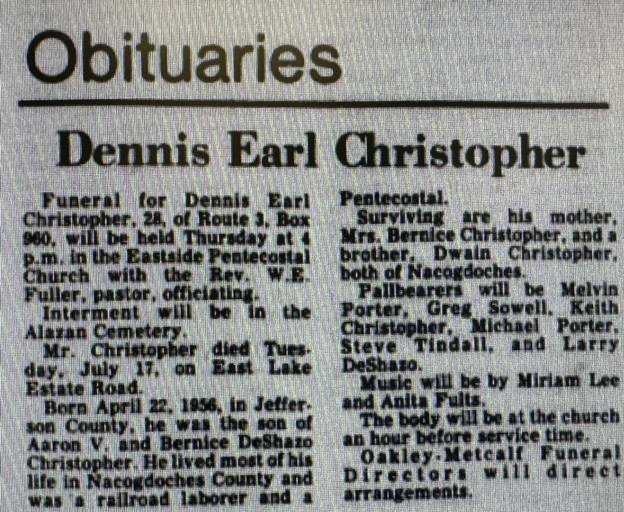 Obituaries
Dennis Earl Christopher
Funeral for Dennis Earl
Christopher, 28, of Route 3, Box
960, will be held Thursday at 4
p.m. in the Eastside Pentecostal
Church with the Rev. W.E.
Fuller, pastor, officiating.
Interment will be in the
Alazan Cemetery.
Mr. Christopher died Tues-
day, July 17, on East Lake
Estate Road.
Born April 22, 1956, in Jeffer-
son County, he was the son of
Aaron V. and Bernice DeShazo
Christopher. He lived most of his
life in Nacogdoches County and
was a railroad laborer and a
Pentecostal.
Surviving are his mother,
Mrs. Bernice Christopher, and a
brother, Dwain Christopher,
both of Nacogdoches.
Pallbearers will be Melvin
Porter, Greg Sowell, Keith
Christopher, Michael Porter,
Steve Tindall, and Larry
DeShazo.
Music will be by Miriam Lee
and Anita Fults.
The body will be at the church
an hour before service time.
Oakley-Metcalf Funeral
Directors will direct
arrangements.